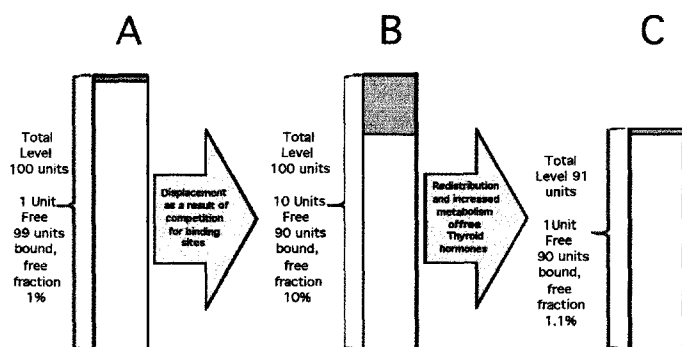 A
B
C
Total
Level
100 units
1 Unit
Free
99 units
bound,
free
fraction
1%
Displacement
as a result of
competition
for binding
sites
Total
Level
100 units
10 Units
Free
90 units
bound,
free
fraction
10%
Redistribution
and increased
metabolism
of free
Thyroid
hormones
Total
Level 91
units
1 Unit
Free
90 units
bound,
free
fraction
1.1%